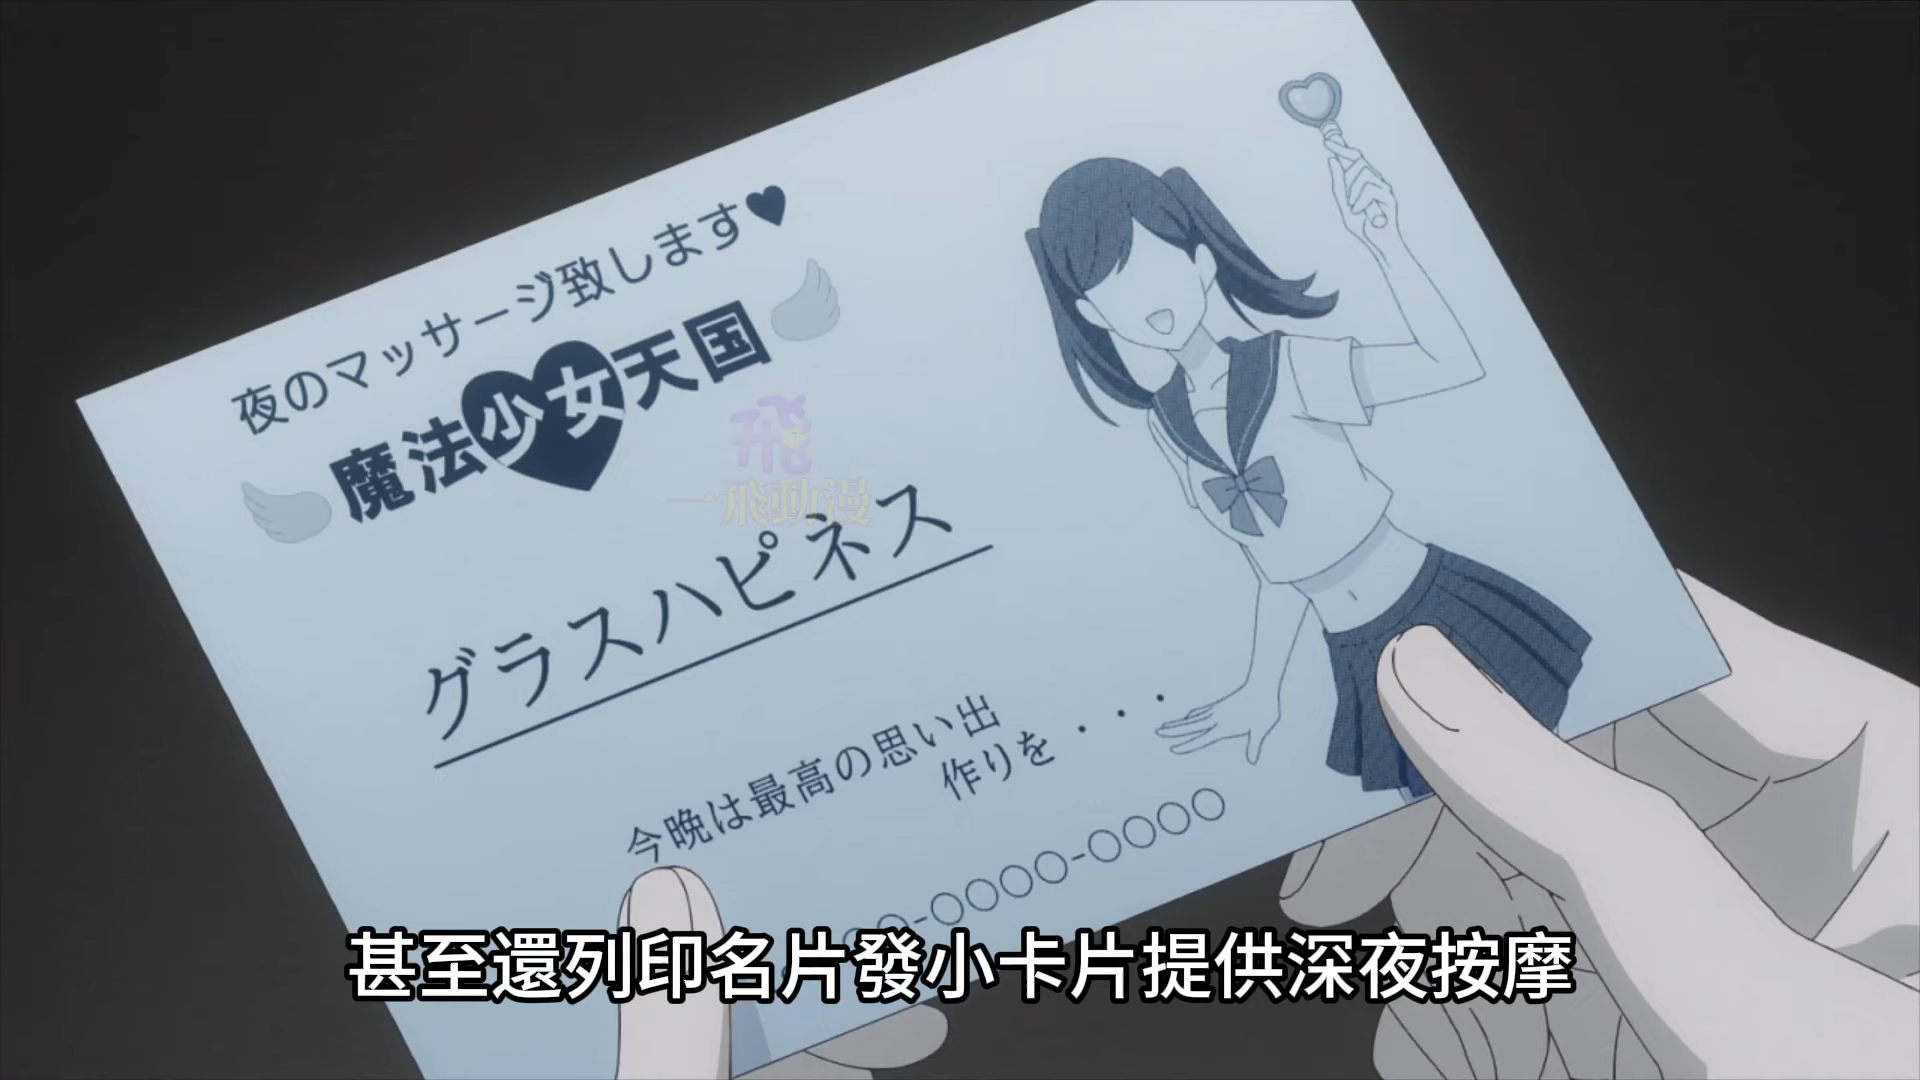 夜のマッサージ致します♥
魔法少女天国
飛
一飛動漫
グラスハピネス
今晩は最高の思い出
作りを・・・
○○-○○○○-○○○○
甚至還列印名片發小卡片提供深夜按摩